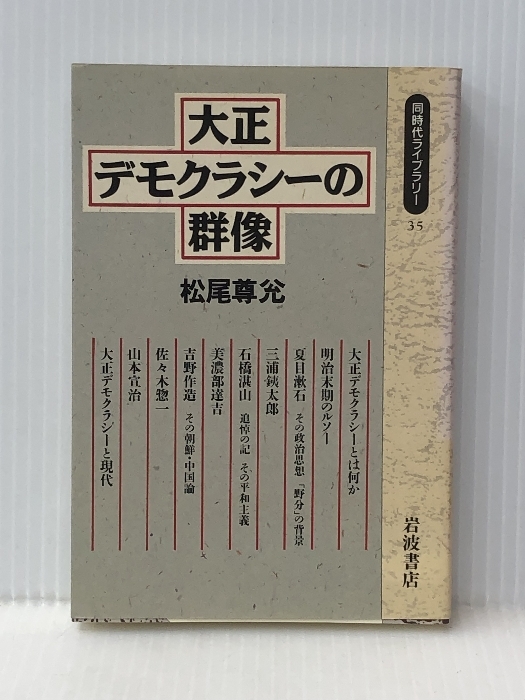 大正
デモクラシーの
群像
松尾尊兊
同時代ライブラリー
35
大正デモクラシーとは何か
明治末期のルソー
夏目漱石 その政治思想 「野分」の背景
三浦銕太郎
石橋湛山 追悼の記 その平和主義
美濃部達吉
吉野作造 その朝鮮・中国論
佐々木惣一
山本宣治
大正デモクラシーと現代
岩波書店